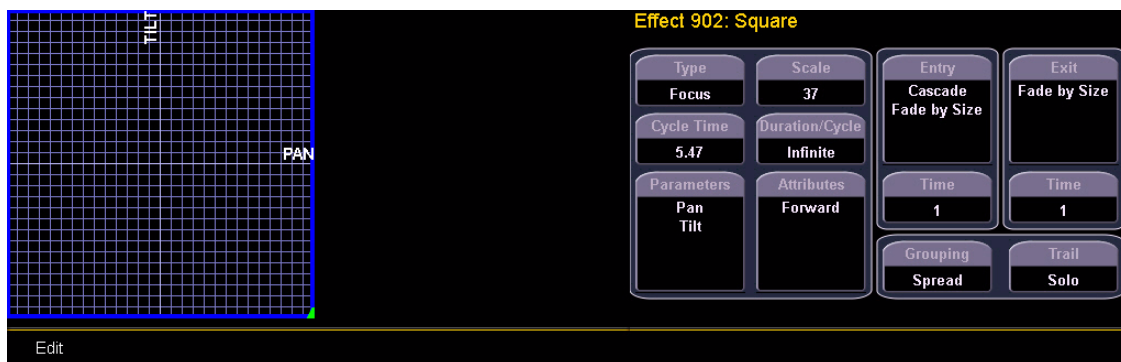 TILT
PAN
Effect 902: Square
Type
Focus
Scale
37
Cycle Time
5.47
Duration/Cycle
Infinite
Parameters
Pan
Tilt
Attributes
Forward
Entry
Cascade
Fade by Size
Time
1
Exit
Fade by Size
Time
1
Grouping
Spread
Trail
Solo
Edit